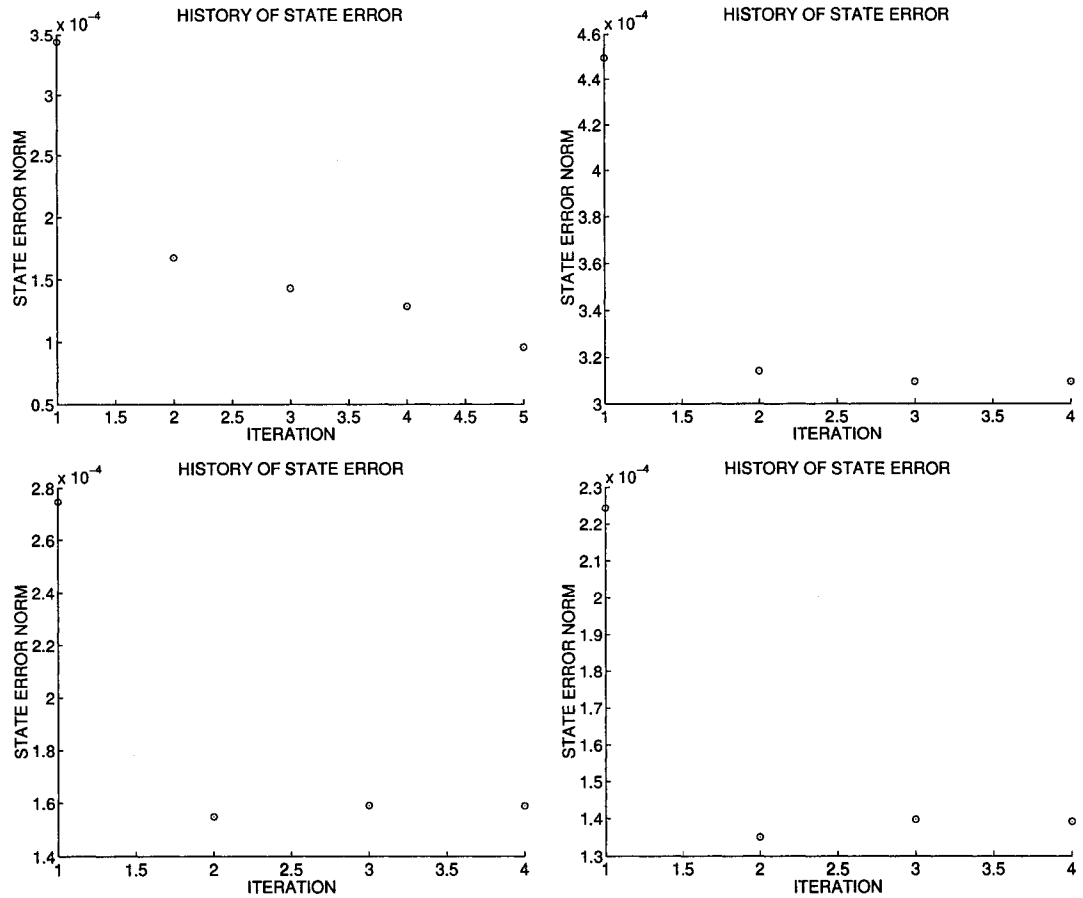 HISTORY OF STATE ERROR
x 10⁻⁴
3.5
3
2.5
2
1.5
1
0.5
STATE ERROR NORM
1 1.5 2 2.5 3 3.5 4 4.5 5
ITERATION
HISTORY OF STATE ERROR
x 10⁻⁴
4.6
4.4
4.2
4
3.8
3.6
3.4
3.2
3
STATE ERROR NORM
1 1.5 2 2.5 3 3.5 4
ITERATION
HISTORY OF STATE ERROR
x 10⁻⁴
2.8
2.6
2.4
2.2
2
1.8
1.6
1.4
STATE ERROR NORM
1 1.5 2 2.5 3 3.5 4
ITERATION
HISTORY OF STATE ERROR
x 10⁻⁴
2.3
2.2
2.1
2
1.9
1.8
1.7
1.6
1.5
1.4
1.3
STATE ERROR NORM
1 1.5 2 2.5 3 3.5 4
ITERATION